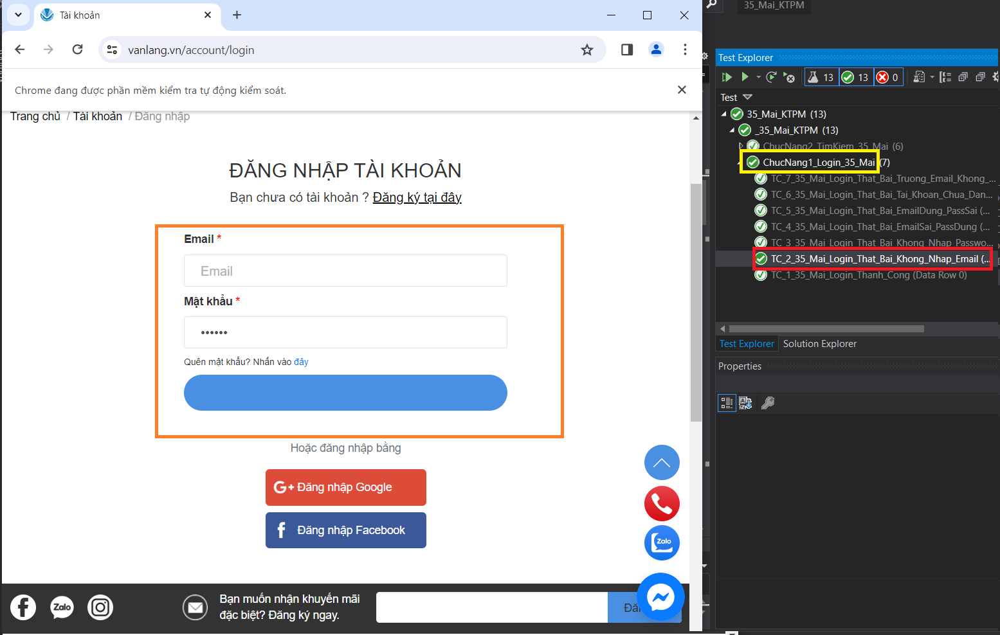 Tài khoản
vanlang.vn/account/login
Chrome đang được phần mềm kiểm tra tự động kiểm soát.
Trang chủ / Tài khoản / Đăng nhập
ĐĂNG NHẬP TÀI KHOẢN
Bạn chưa có tài khoản ? Đăng ký tại đây
Email *
Email
Mật khẩu *
••••••
Quên mật khẩu? Nhấn vào đây
Hoặc đăng nhập bằng
G+ Đăng nhập Google
f Đăng nhập Facebook
Zalo
Zalo
Bạn muốn nhận khuyến mãi
đặc biệt? Đăng ký ngay.
35_Mai_KTPM
Test Explorer
13 13 0
Test
35_Mai_KTPM (13)
_35_Mai_KTPM (13)
ChucNang2_TimKiem_35_Mai (6)
ChucNang1_Login_35_Mai (7)
TC_7_35_Mai_Login_That_Bai_Truong_Email_Khong_...
TC_6_35_Mai_Login_That_Bai_Tai_Khoan_Chua_Dan...
TC_5_35_Mai_Login_That_Bai_EmailDung_PassSai (...
TC_4_35_Mai_Login_That_Bai_EmailSai_PassDung (...
TC_3_35_Mai_Login_That_Bai_Khong_Nhap_Passwo...
TC_2_35_Mai_Login_That_Bai_Khong_Nhap_Email (...
TC_1_35_Mai_Login_Thanh_Cong (Data Row 0)
Test Explorer Solution Explorer
Properties